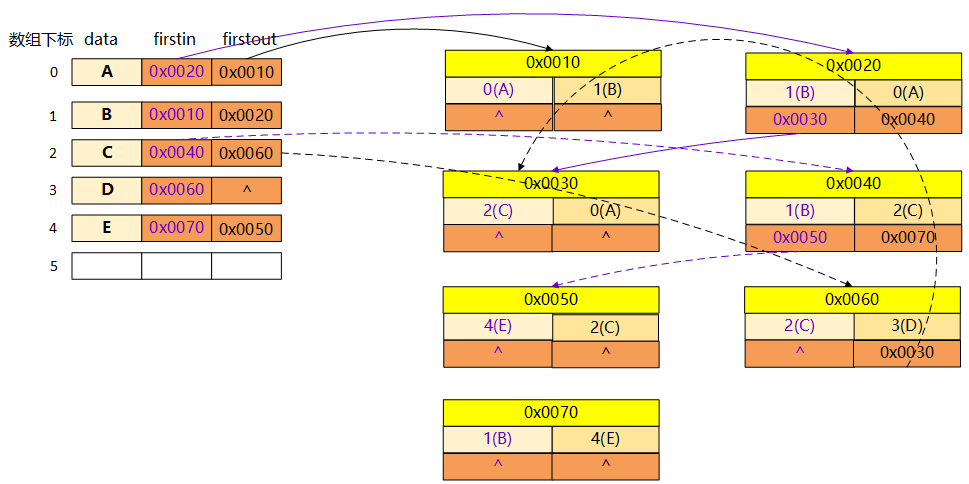 数组下标 data firstin firstout
0 A 0x0020 0x0010
1 B 0x0010 0x0020
2 C 0x0040 0x0060
3 D 0x0060 ^
4 E 0x0070 0x0050
5
0x0010
0(A) 1(B)
^ ^
0x0020
1(B) 0(A)
0x0030 0x0040
0x0030
2(C) 0(A)
^ ^
0x0040
1(B) 2(C)
0x0050 0x0070
0x0050
4(E) 2(C)
^ ^
0x0060
2(C) 3(D)
^ 0x0030
0x0070
1(B) 4(E)
^ ^